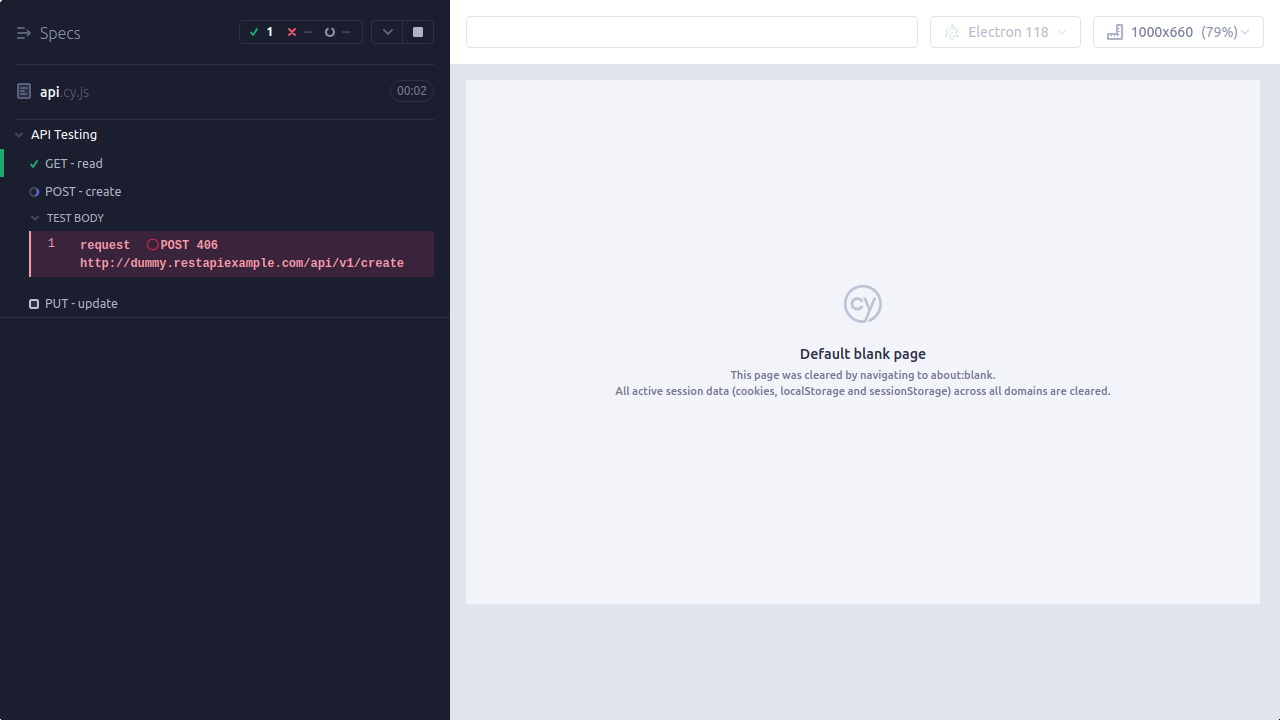 Specs
1 -- --
api.cy.js
00:02
API Testing
GET - read
POST - create
TEST BODY
1 request POST 406
http://dummy.restapiexample.com/api/v1/create
PUT - update
Electron 118
1000x660 (79%)
cy
Default blank page
This page was cleared by navigating to about:blank.
All active session data (cookies, localStorage and sessionStorage) across all domains are cleared.